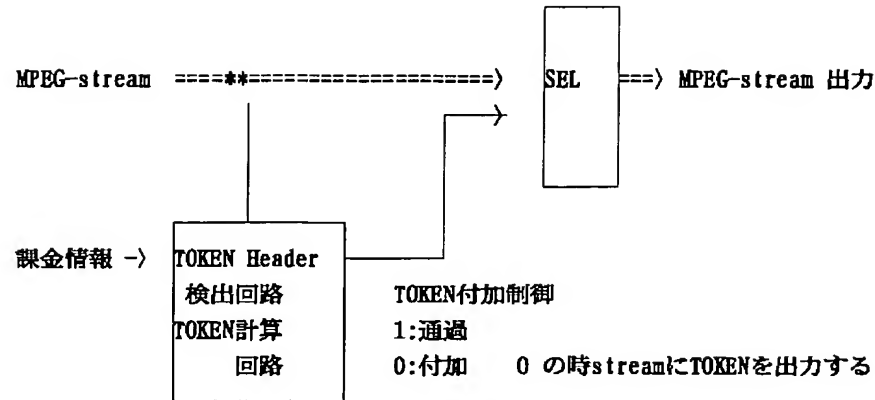 MPEG-stream ====**=================> SEL ===> MPEG-stream 出力
課金情報 -> TOKEN Header
検出回路 TOKEN付加制御
TOKEN計算 1:通過
回路 0:付加 0 の時streamにTOKENを出力する